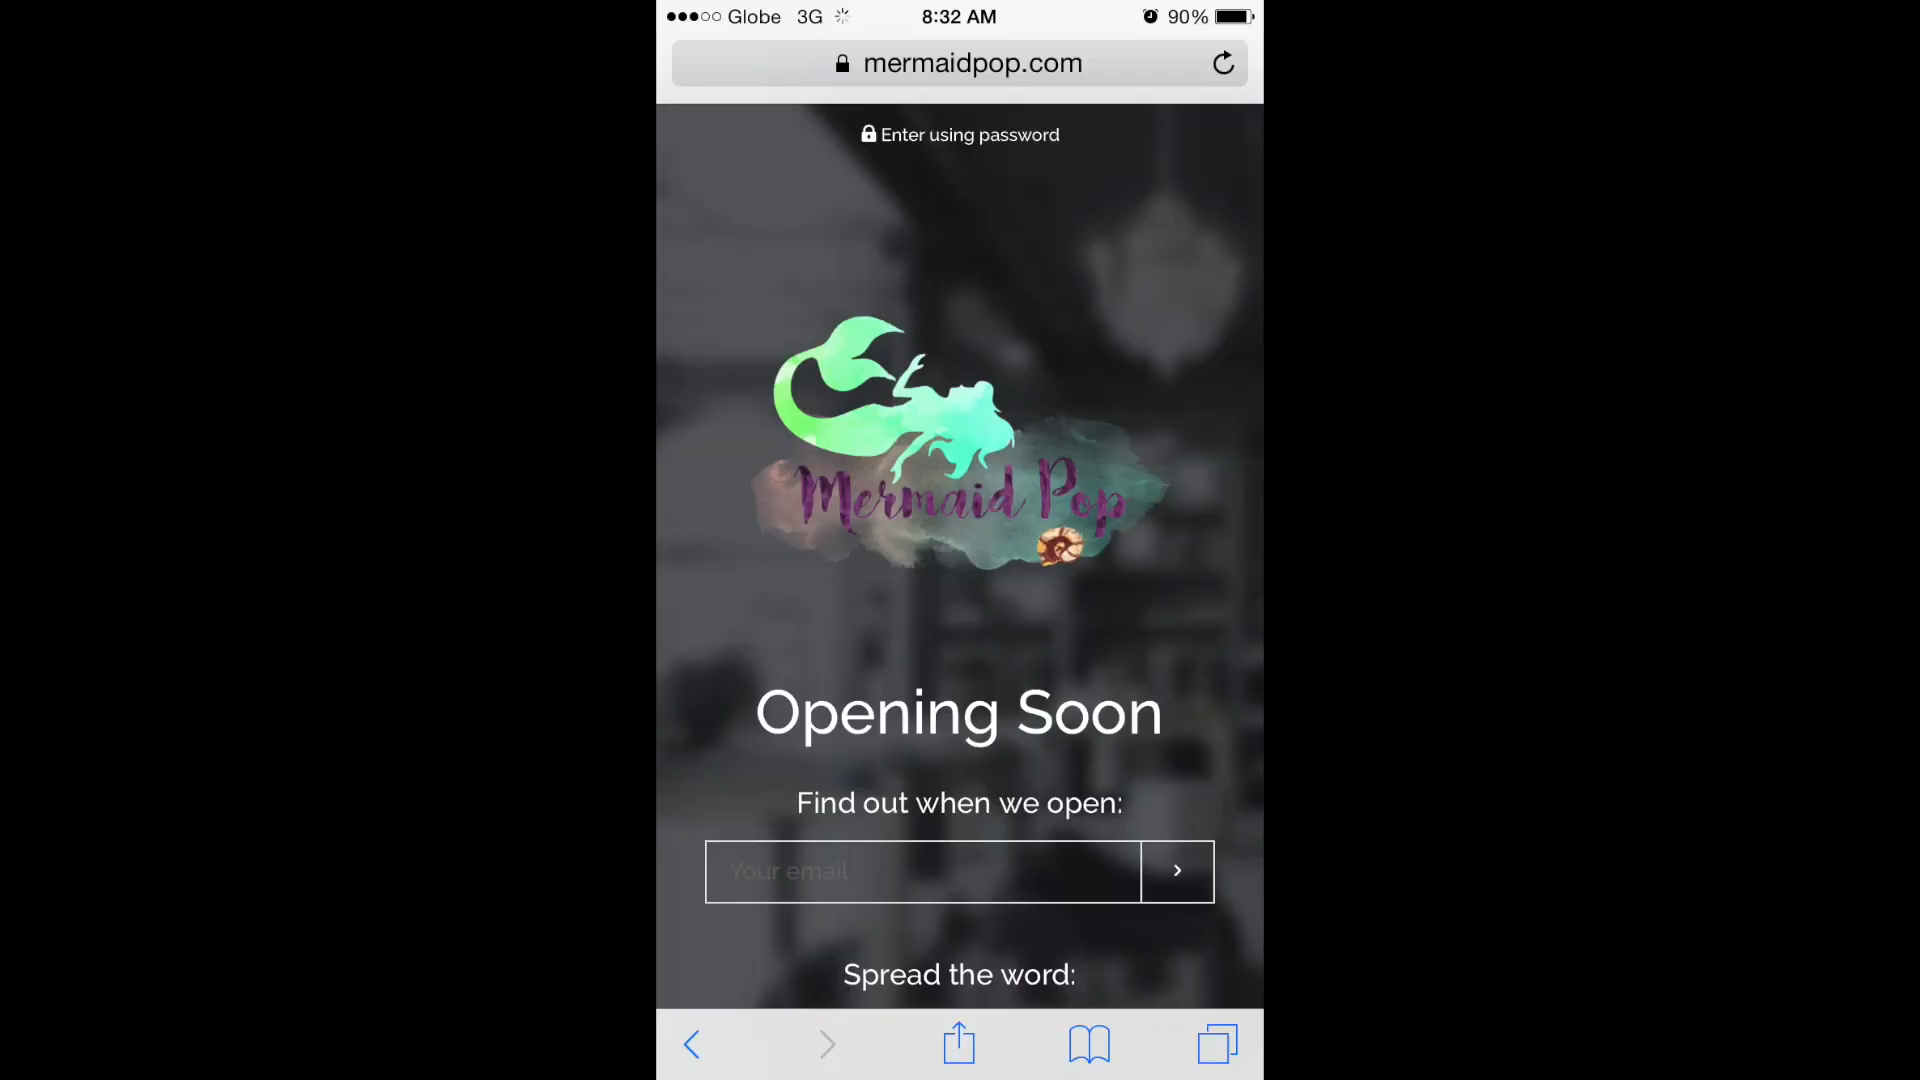 Globe 3G 8:32 AM 90%
mermaidpop.com
Enter using password
Mermaid Pop
Opening Soon
Find out when we open:
Your email
Spread the word: